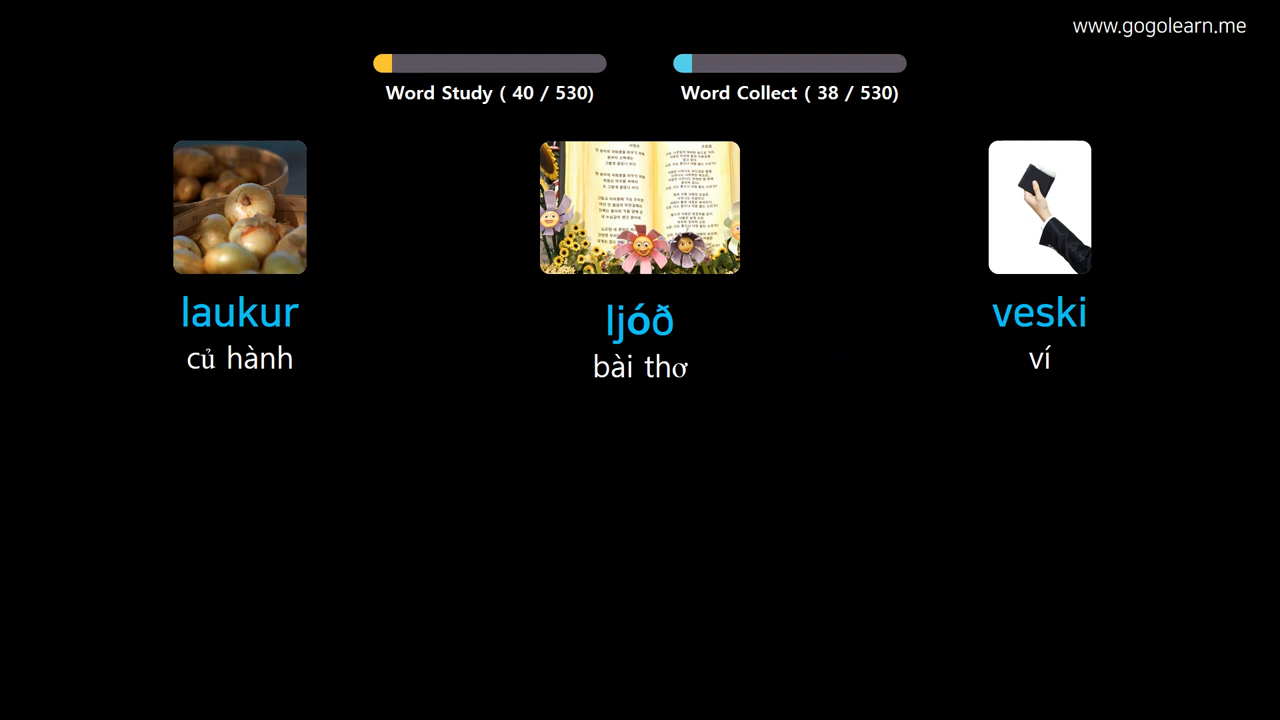 www.gogolearn.me
Word Study ( 40 / 530)
Word Collect ( 38 / 530)
laukur
ljóð
veski
củ hành
bài thơ
ví